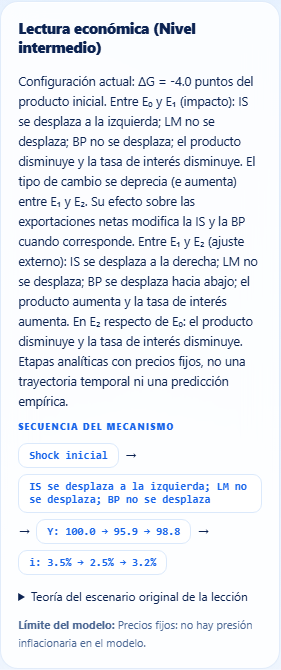 Lectura económica (Nivel
intermedio)
Configuración actual: ΔG = -4.0 puntos del
producto inicial. Entre E₀ y E₁ (impacto): IS
se desplaza a la izquierda; LM no se
desplaza; BP no se desplaza; el producto
disminuye y la tasa de interés disminuye. El
tipo de cambio se deprecia (e aumenta)
entre E₁ y E₂. Su efecto sobre las
exportaciones netas modifica la IS y la BP
cuando corresponde. Entre E₁ y E₂ (ajuste
externo): IS se desplaza a la derecha; LM no
se desplaza; BP se desplaza hacia abajo; el
producto aumenta y la tasa de interés
aumenta. En E₂ respecto de E₀: el producto
disminuye y la tasa de interés disminuye.
Etapas analíticas con precios fijos, no una
trayectoria temporal ni una predicción
empírica.
SECUENCIA DEL MECANISMO
Shock inicial →
IS se desplaza a la izquierda; LM no
se desplaza; BP no se desplaza
→ Y: 100.0 → 95.9 → 98.8 →
i: 3.5% → 2.5% → 3.2%
▶ Teoría del escenario original de la lección
Límite del modelo: Precios fijos: no hay presión
inflacionaria en el modelo.